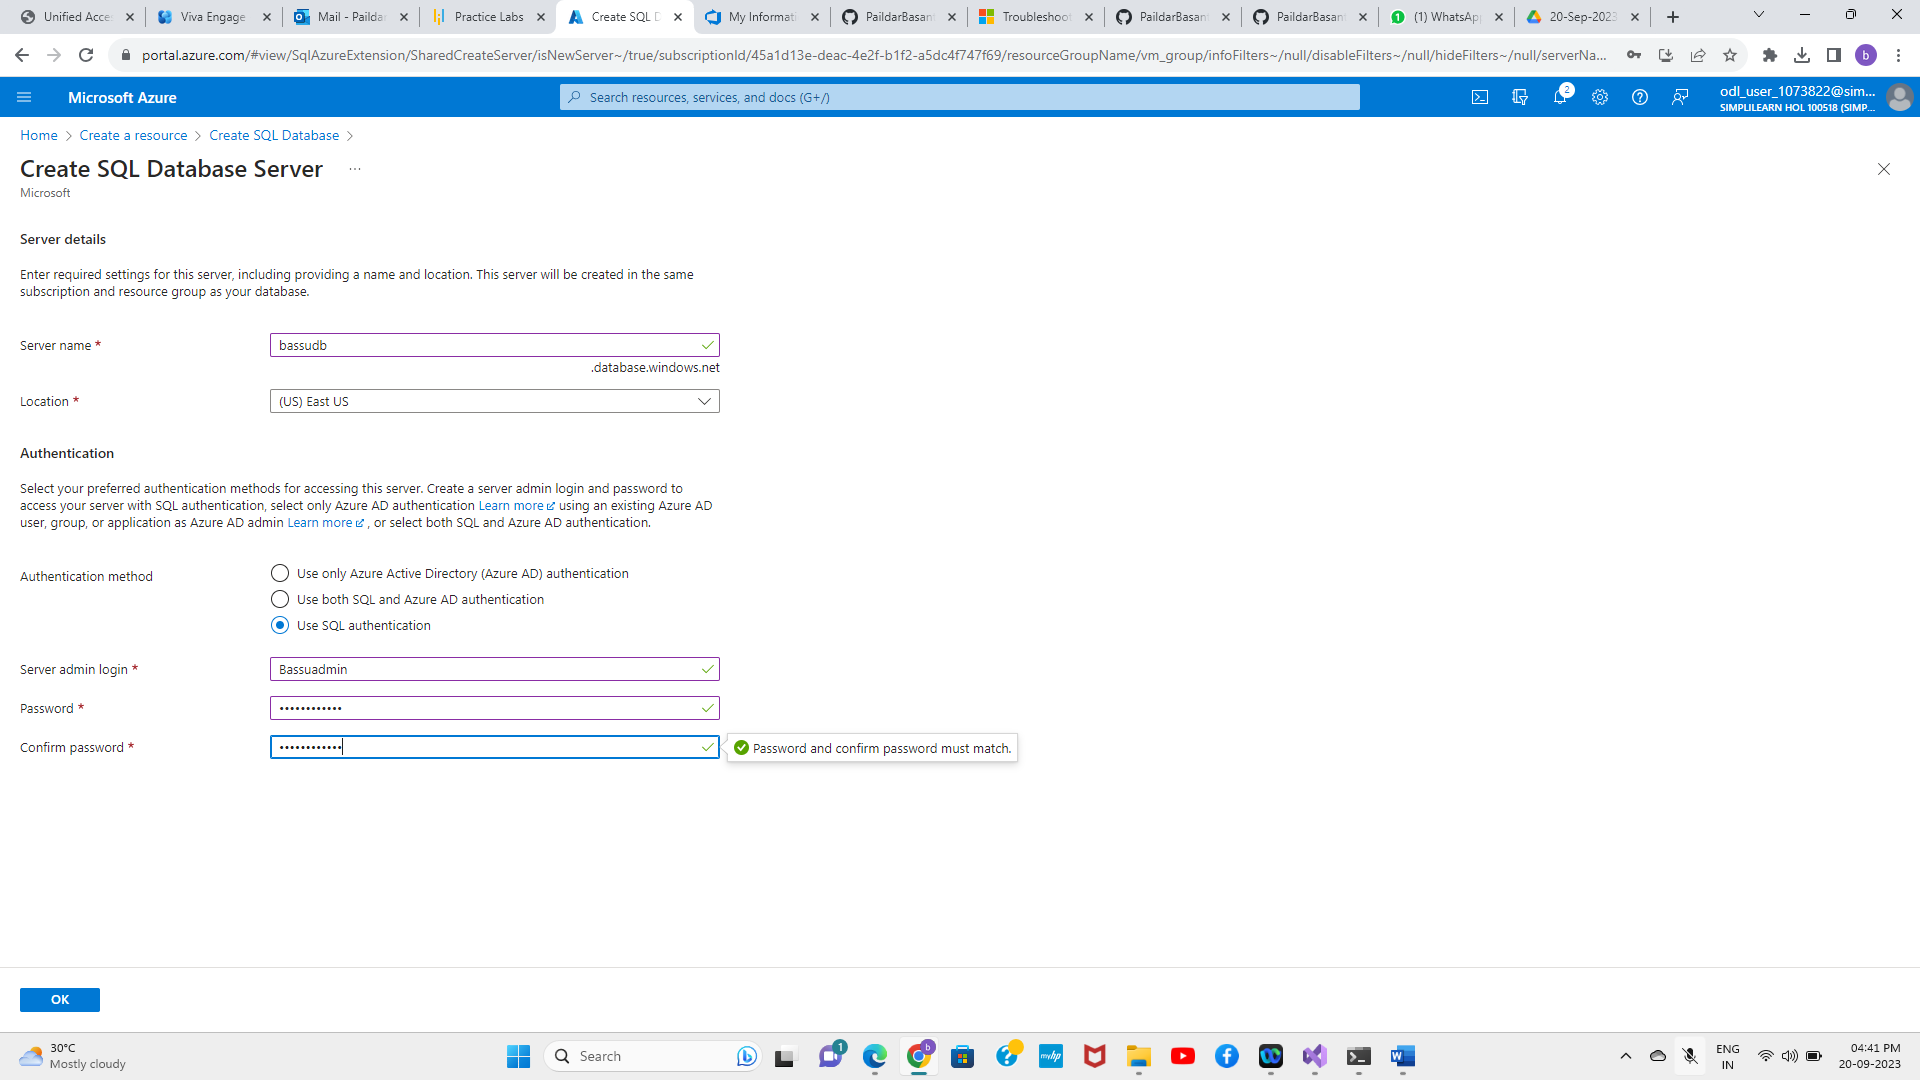 Unified Acce
Viva Engage
Mail - Paildar
Practice Labs
Create SQL D
My Informati
PaildarBasant
Troubleshoot
PaildarBasant
PaildarBasant
(1) WhatsApp
20-Sep-2023
portal.azure.com/#view/SqlAzureExtension/SharedCreateServer/isNewServer~/true/subscriptionId/45a1d13e-deac-4e2f-b1f2-a5dc4f747f69/resourceGroupName/vm_group/infoFilters~/null/disableFilters~/null/hideFilters~/null/serverNa...
b
Microsoft Azure
Search resources, services, and docs (G+/)
2
odl_user_1073822@sim...
SIMPLILEARN HOL 100518 (SIMP...
Home > Create a resource > Create SQL Database >
Create SQL Database Server ...
Microsoft
Server details
Enter required settings for this server, including providing a name and location. This server will be created in the same
subscription and resource group as your database.
Server name *
bassudb
.database.windows.net
Location *
(US) East US
Authentication
Select your preferred authentication methods for accessing this server. Create a server admin login and password to
access your server with SQL authentication, select only Azure AD authentication Learn more using an existing Azure AD
user, group, or application as Azure AD admin Learn more , or select both SQL and Azure AD authentication.
Authentication method
Use only Azure Active Directory (Azure AD) authentication
Use both SQL and Azure AD authentication
Use SQL authentication
Server admin login *
Bassuadmin
Password *
••••••••••••
Confirm password *
••••••••••••
Password and confirm password must match.
OK
30°C
Mostly cloudy
Search
1
b
myhp
ENG
IN
04:41 PM
20-09-2023